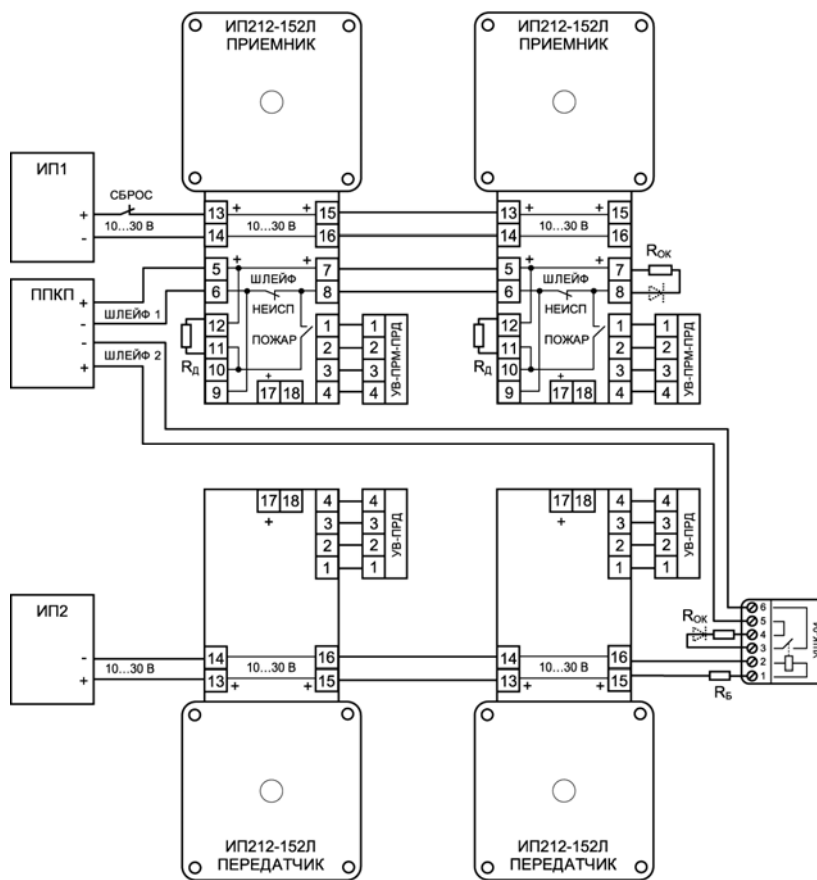 ИП212-152Л
ПРИЕМНИК
ИП212-152Л
ПРИЕМНИК
ИП1
+
-
СБРОС
10...30 В
13 + + 15
10...30 В
14 16
13 + + 15
10...30 В
14 16
ППКП
+
-
ШЛЕЙФ 1
-
ШЛЕЙФ 2
+
5 + + 7
ШЛЕЙФ
6 8
НЕИСП
12 1 1
ПОЖАР
11 2 2
10 3 3
9 4 4
+
17 18
RД
УВ-ПРМ-ПРД
5 + + 7
ШЛЕЙФ
6 8
НЕИСП
12 1 1
ПОЖАР
11 2 2
10 3 3
9 4 4
+
17 18
RД
УВ-ПРМ-ПРД
RОК
17 18
+
4 4
3 3
2 2
1 1
УВ-ПРД
17 18
+
4 4
3 3
2 2
1 1
УВ-ПРД
ИП2
-
10...30 В
+
14 16
10...30 В
13 + + 15
14 16
10...30 В
13 + + 15
RОК
RБ
6
5
4
3
2
1
ИП212-152Л
ПЕРЕДАТЧИК
ИП212-152Л
ПЕРЕДАТЧИК